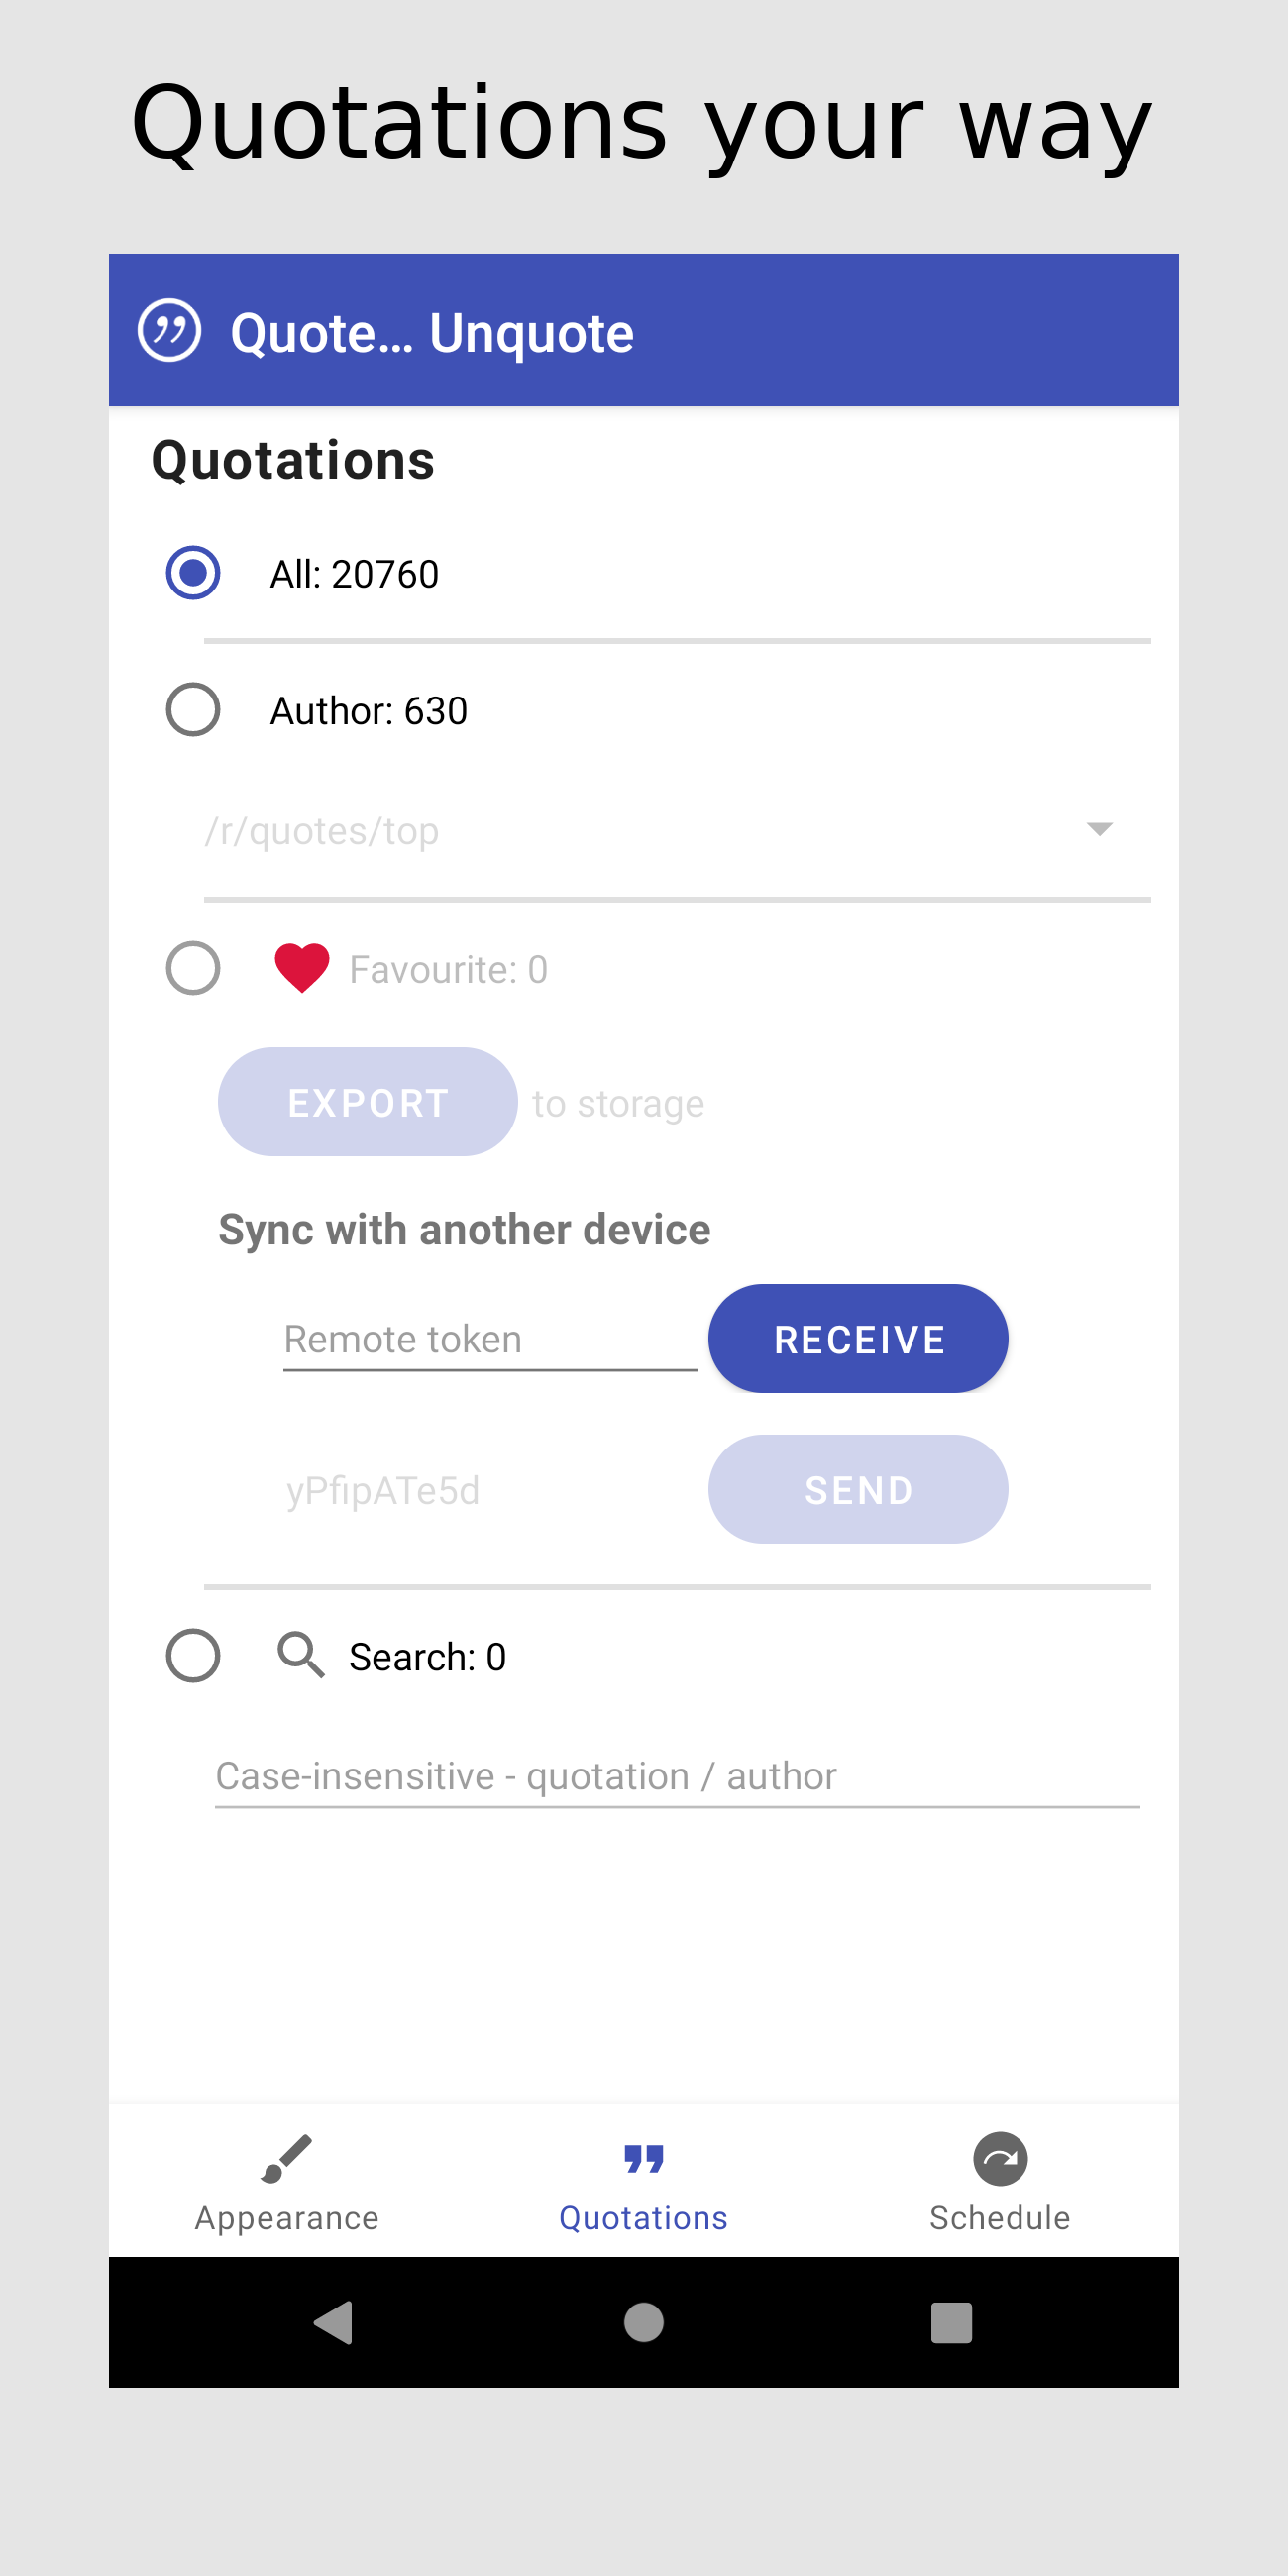 Quotations your way
Quote... Unquote
Quotations
All: 20760
Author: 630
/r/quotes/top
Favourite: 0
EXPORT to storage
Sync with another device
Remote token RECEIVE
yPfipATe5d SEND
Search: 0
Case-insensitive - quotation / author
Appearance Quotations Schedule